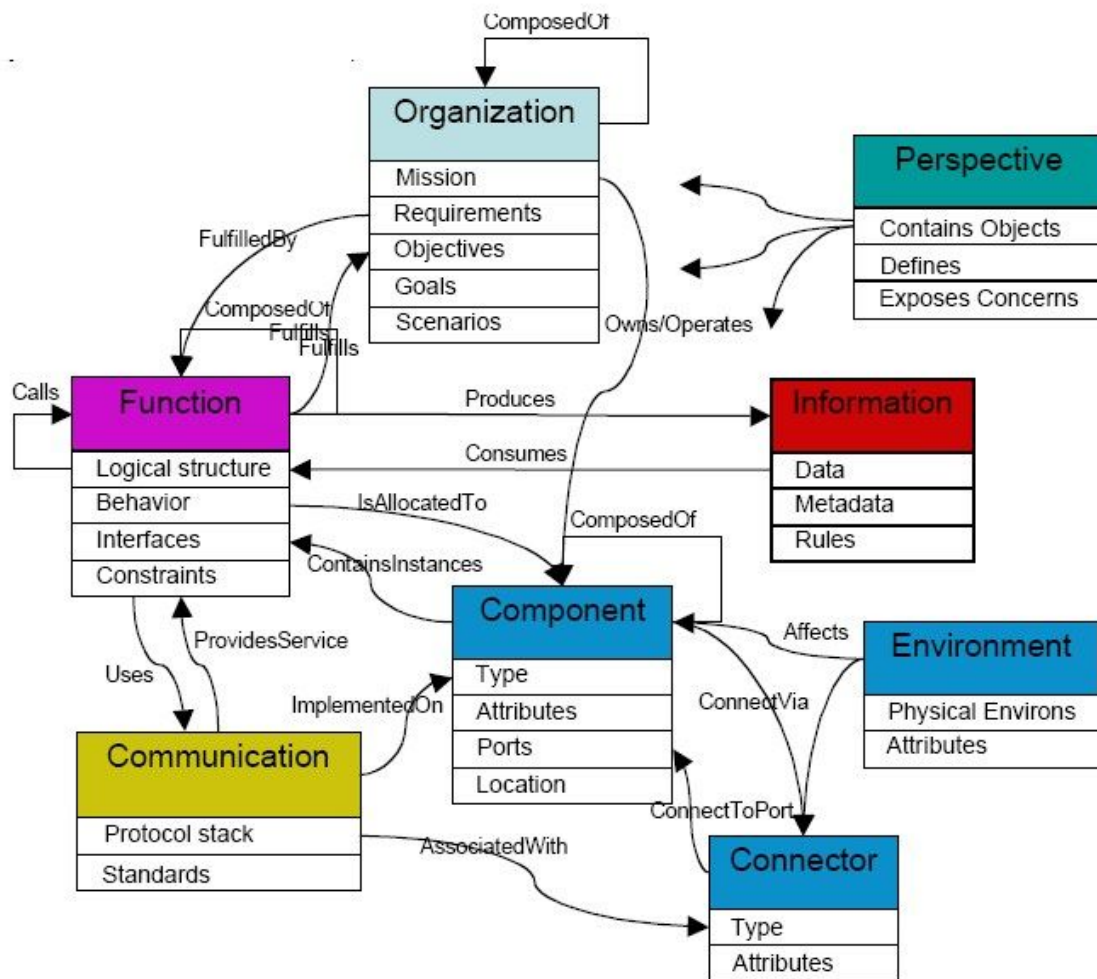 ComposedOf
Organization
Mission
Requirements
Objectives
Goals
Scenarios
Perspective
Contains Objects
Defines
Exposes Concerns
FulfilledBy
ComposedOf
Fulfills
Fulfills
Owns/Operates
Calls
Function
Logical structure
Behavior
Interfaces
Constraints
Produces
Consumes
Information
Data
Metadata
Rules
IsAllocatedTo
ContainsInstances
ComposedOf
Component
Type
Attributes
Ports
Location
Affects
Environment
Physical Environs
Attributes
ProvidesService
Uses
ImplementedOn
ConnectVia
Communication
Protocol stack
Standards
ConnectToPort
AssociatedWith
Connector
Type
Attributes